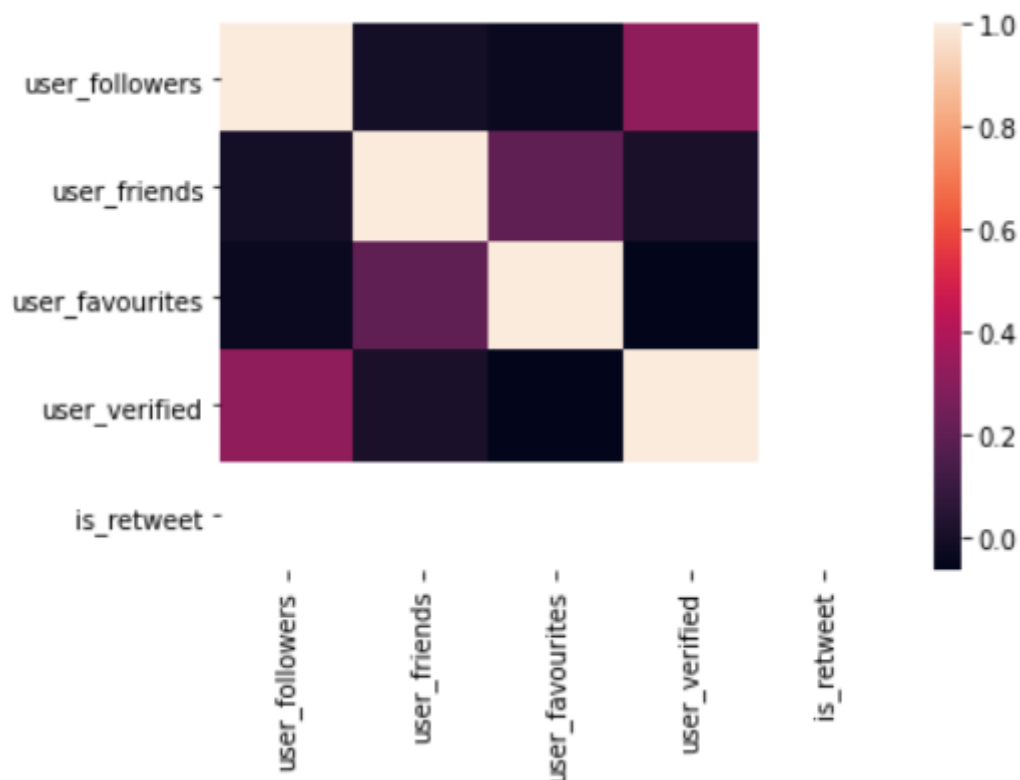 user_followers
user_friends
user_favourites
user_verified
is_retweet
user_followers
user_friends
user_favourites
user_verified
is_retweet
1.0
0.8
0.6
0.4
0.2
0.0